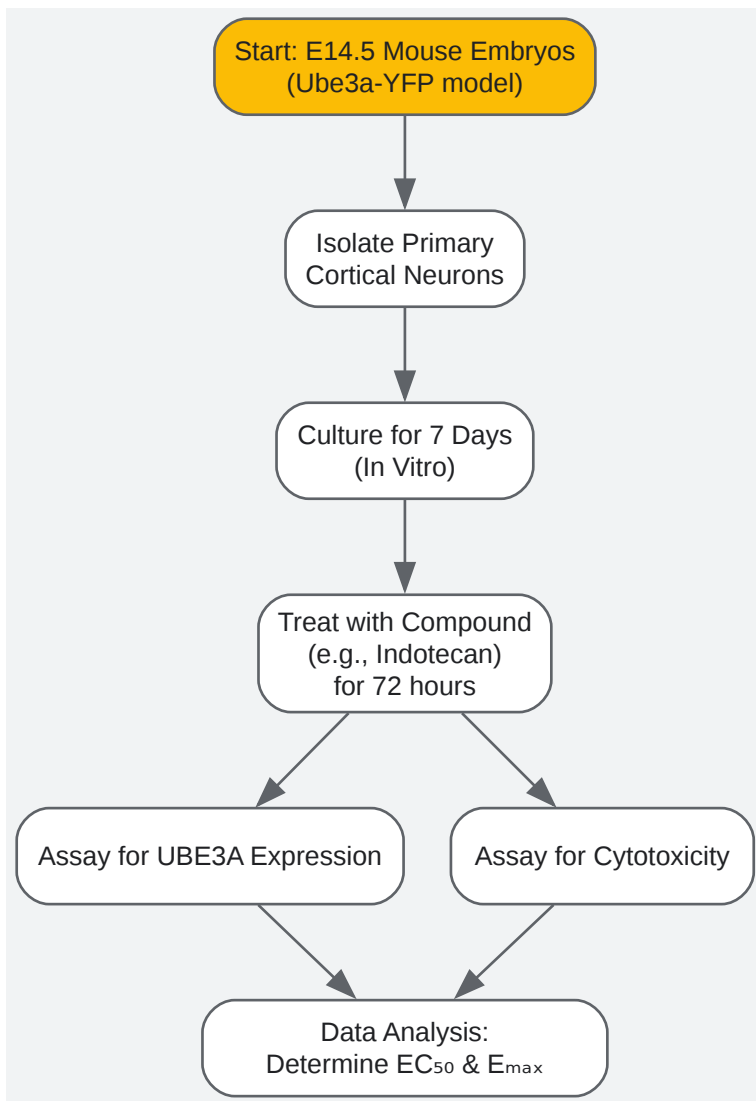 Start: E14.5 Mouse Embryos
(Ube3a-YFP model)
Isolate Primary
Cortical Neurons
Culture for 7 Days
(In Vitro)
Treat with Compound
(e.g., Indotecan)
for 72 hours
Assay for UBE3A Expression
Assay for Cytotoxicity
Data Analysis:
Determine EC₅₀ & Eₘₐₓ